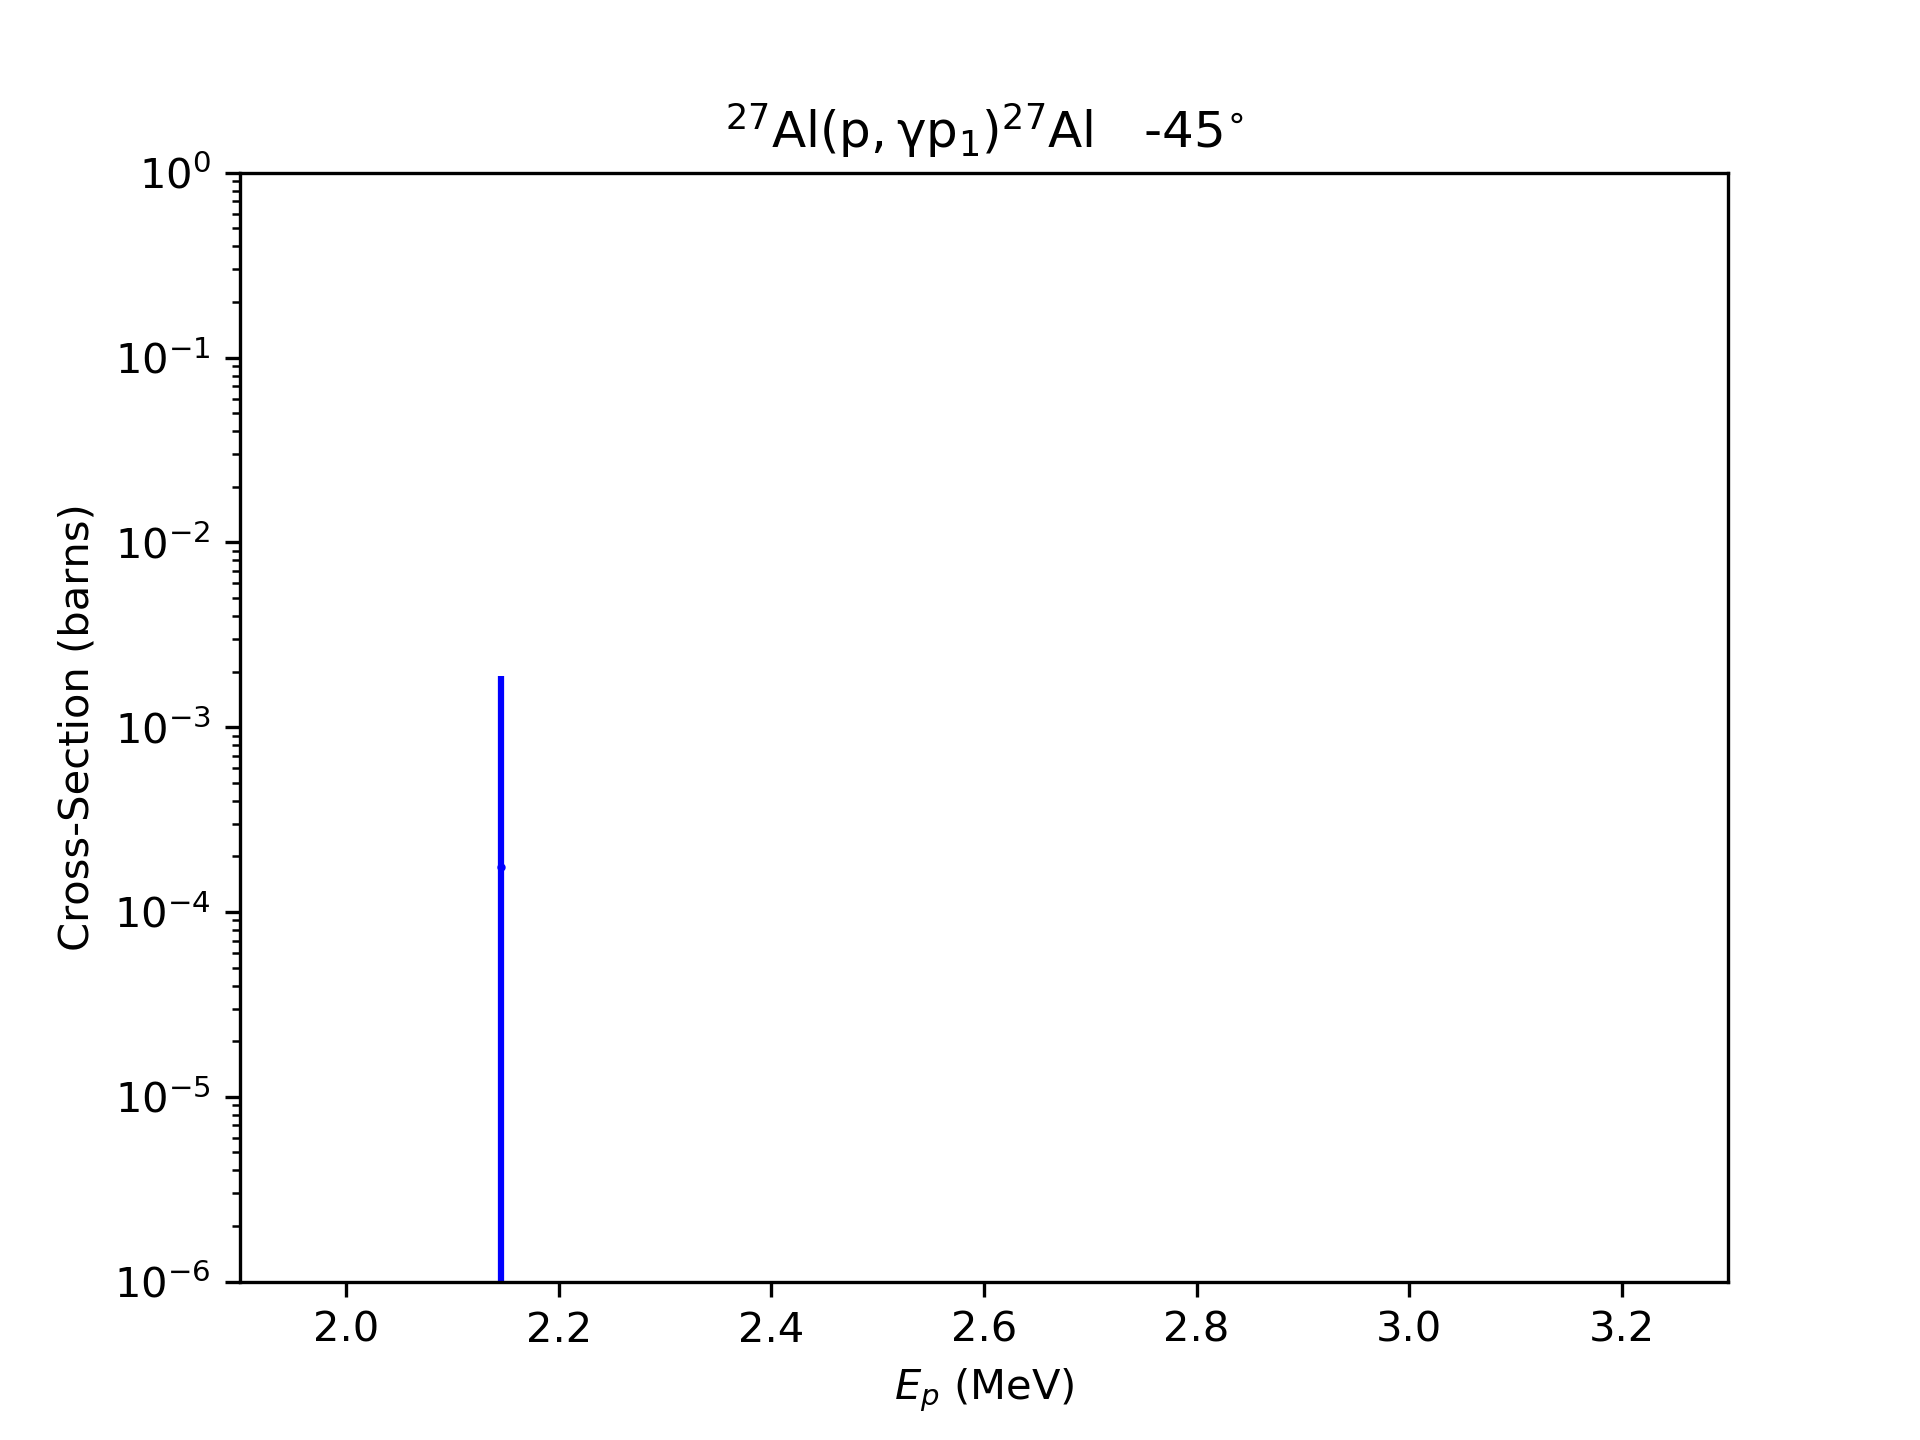 ²⁷Al(p, γp₁)²⁷Al -45°
10⁰
10⁻¹
10⁻²
10⁻³
10⁻⁴
10⁻⁵
10⁻⁶
Cross-Section (barns)
2.0 2.2 2.4 2.6 2.8 3.0 3.2
Eₚ (MeV)